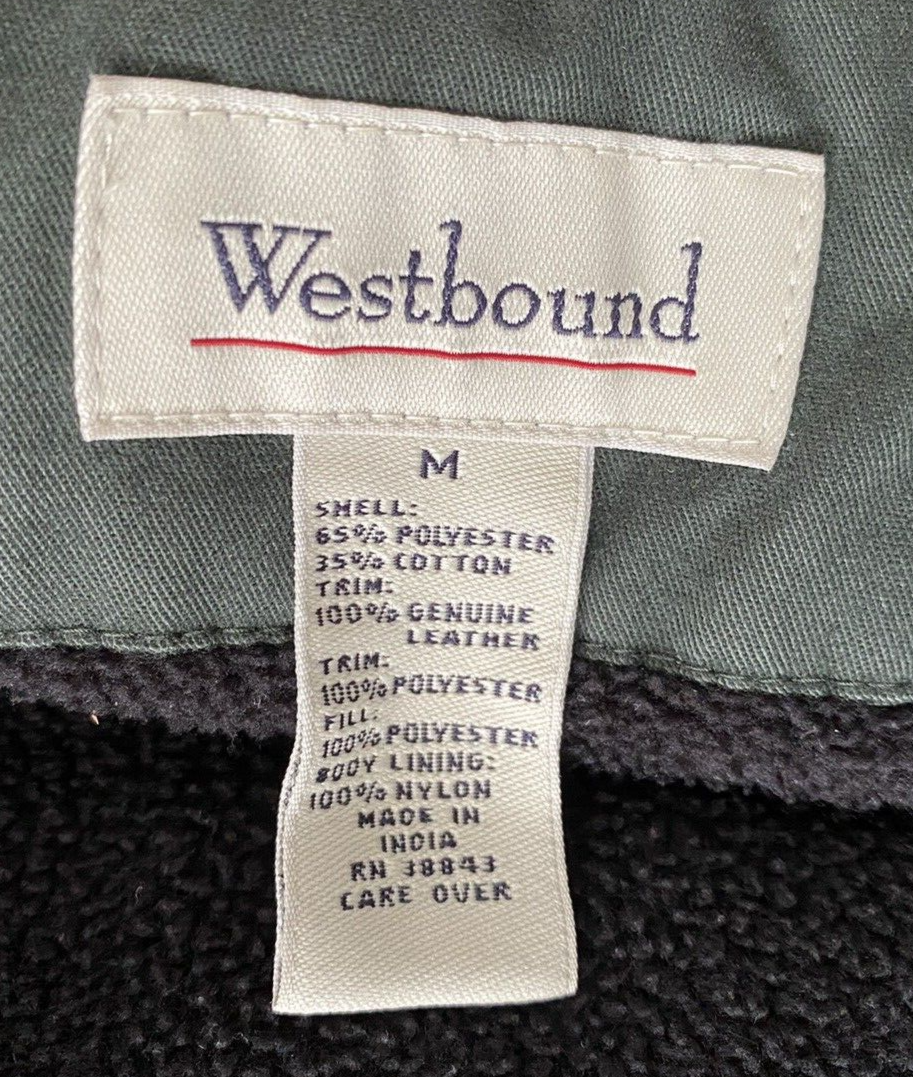 Westbound
M
SHELL:
65% POLYESTER
35% COTTON
TRIM:
100% GENUINE
LEATHER
TRIM:
100% POLYESTER
FILL:
100% POLYESTER
BODY LINING:
100% NYLON
MADE IN
INDIA
RN 38843
CARE OVER